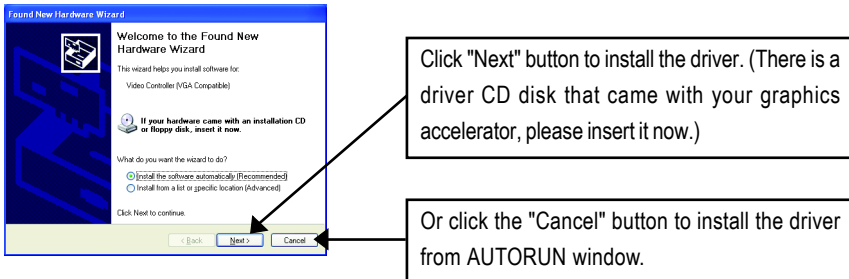 Found New Hardware Wizard
Welcome to the Found New
Hardware Wizard
This wizard helps you install software for:
Video Controller (VGA Compatible)
If your hardware came with an installation CD
or floppy disk, insert it now.
What do you want the wizard to do?
Install the software automatically (Recommended)
Install from a list or specific location (Advanced)
Click Next to continue.
< Back
Next >
Cancel
Click "Next" button to install the driver. (There is a
driver CD disk that came with your graphics
accelerator, please insert it now.)
Or click the "Cancel" button to install the driver
from AUTORUN window.